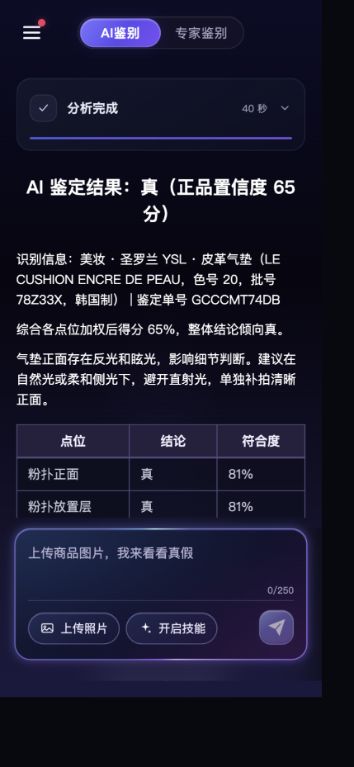 AI鉴别 专家鉴别
分析完成 40 秒
AI 鉴定结果：真（正品置信度 65
分）
识别信息：美妆 · 圣罗兰 YSL · 皮革气垫（LE
CUSHION ENCRE DE PEAU，色号 20，批号
78Z33X，韩国制） | 鉴定单号 GCCCMT74DB
综合各点位加权后得分 65%，整体结论倾向真。
气垫正面存在反光和眩光，影响细节判断。建议在
自然光或柔和侧光下，避开直射光，单独补拍清晰
正面。
点位 结论 符合度
粉扑正面 真 81%
粉扑放置层 真 81%
上传商品图片，我来看看真假
0/250
上传照片 开启技能